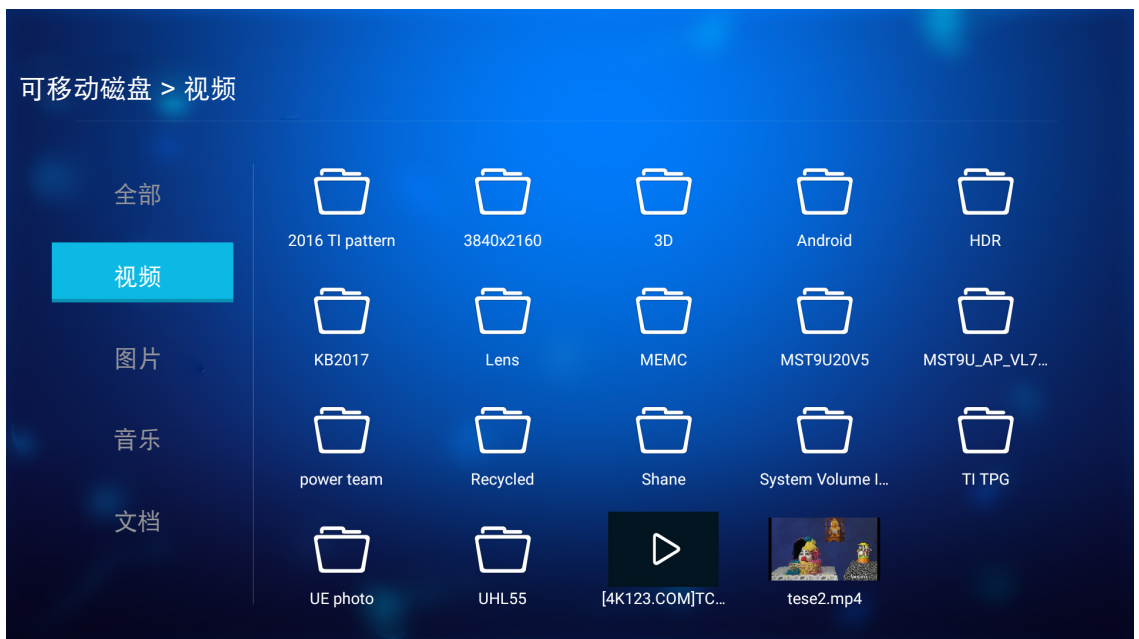 可移动磁盘 > 视频
全部
视频
图片
音乐
文档
2016 TI pattern
3840x2160
3D
Android
HDR
KB2017
Lens
MEMC
MST9U20V5
MST9U_AP_VL7...
power team
Recycled
Shane
System Volume I...
TI TPG
UE photo
UHL55
[4K123.COM]TC...
tese2.mp4